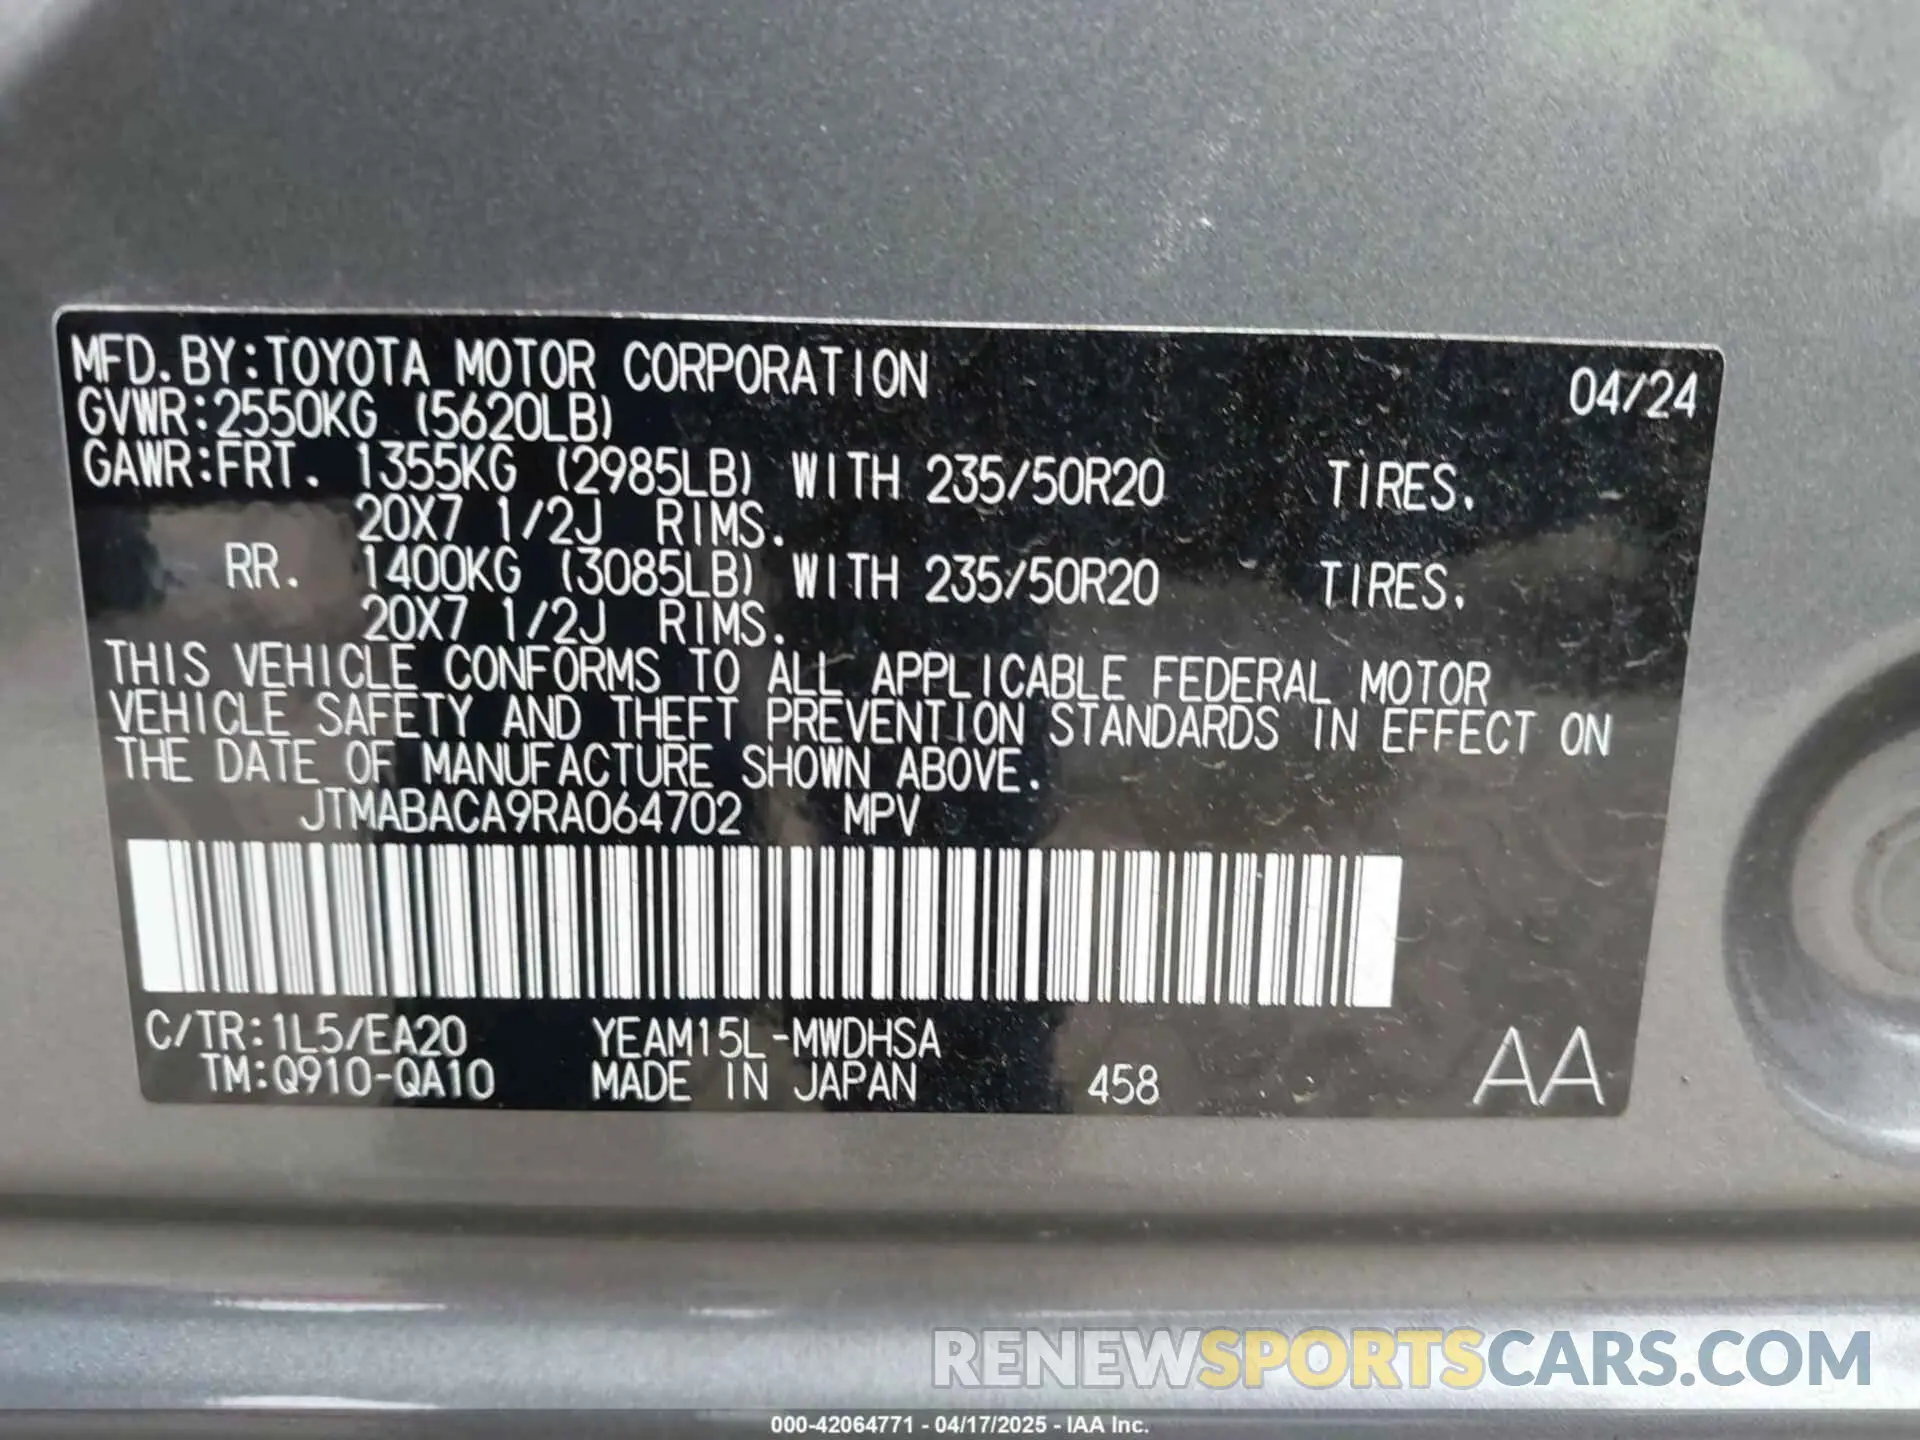 MFD.BY:TOYOTA MOTOR CORPORATION 04/24
GVWR:2550KG (5620LB)
GAWR:FRT. 1355KG (2985LB) WITH 235/50R20 TIRES.
20X7 1/2J RIMS.
RR. 1400KG (3085LB) WITH 235/50R20 TIRES.
20X7 1/2J RIMS.
THIS VEHICLE CONFORMS TO ALL APPLICABLE FEDERAL MOTOR
VEHICLE SAFETY AND THEFT PREVENTION STANDARDS IN EFFECT ON
THE DATE OF MANUFACTURE SHOWN ABOVE.
JTMABACA9RA064702 MPV
C/TR:1L5/EA20 YEAM15L-MWDHSA
TM:Q910-QA10 MADE IN JAPAN 458 AA
RENEWSPORTSCARS.COM
000-42064771 - 04/17/2025 - IAA Inc.